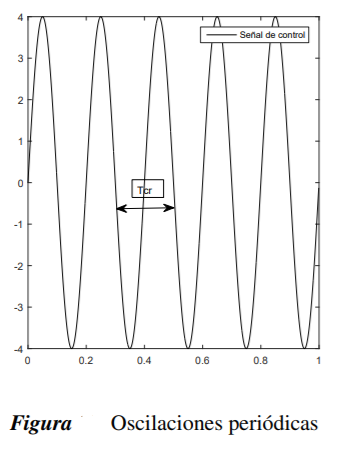 4
Señal de control
3
2
1
Tcr
0
-1
-2
-3
-4
0 0.2 0.4 0.6 0.8 1
Figura Oscilaciones periódicas